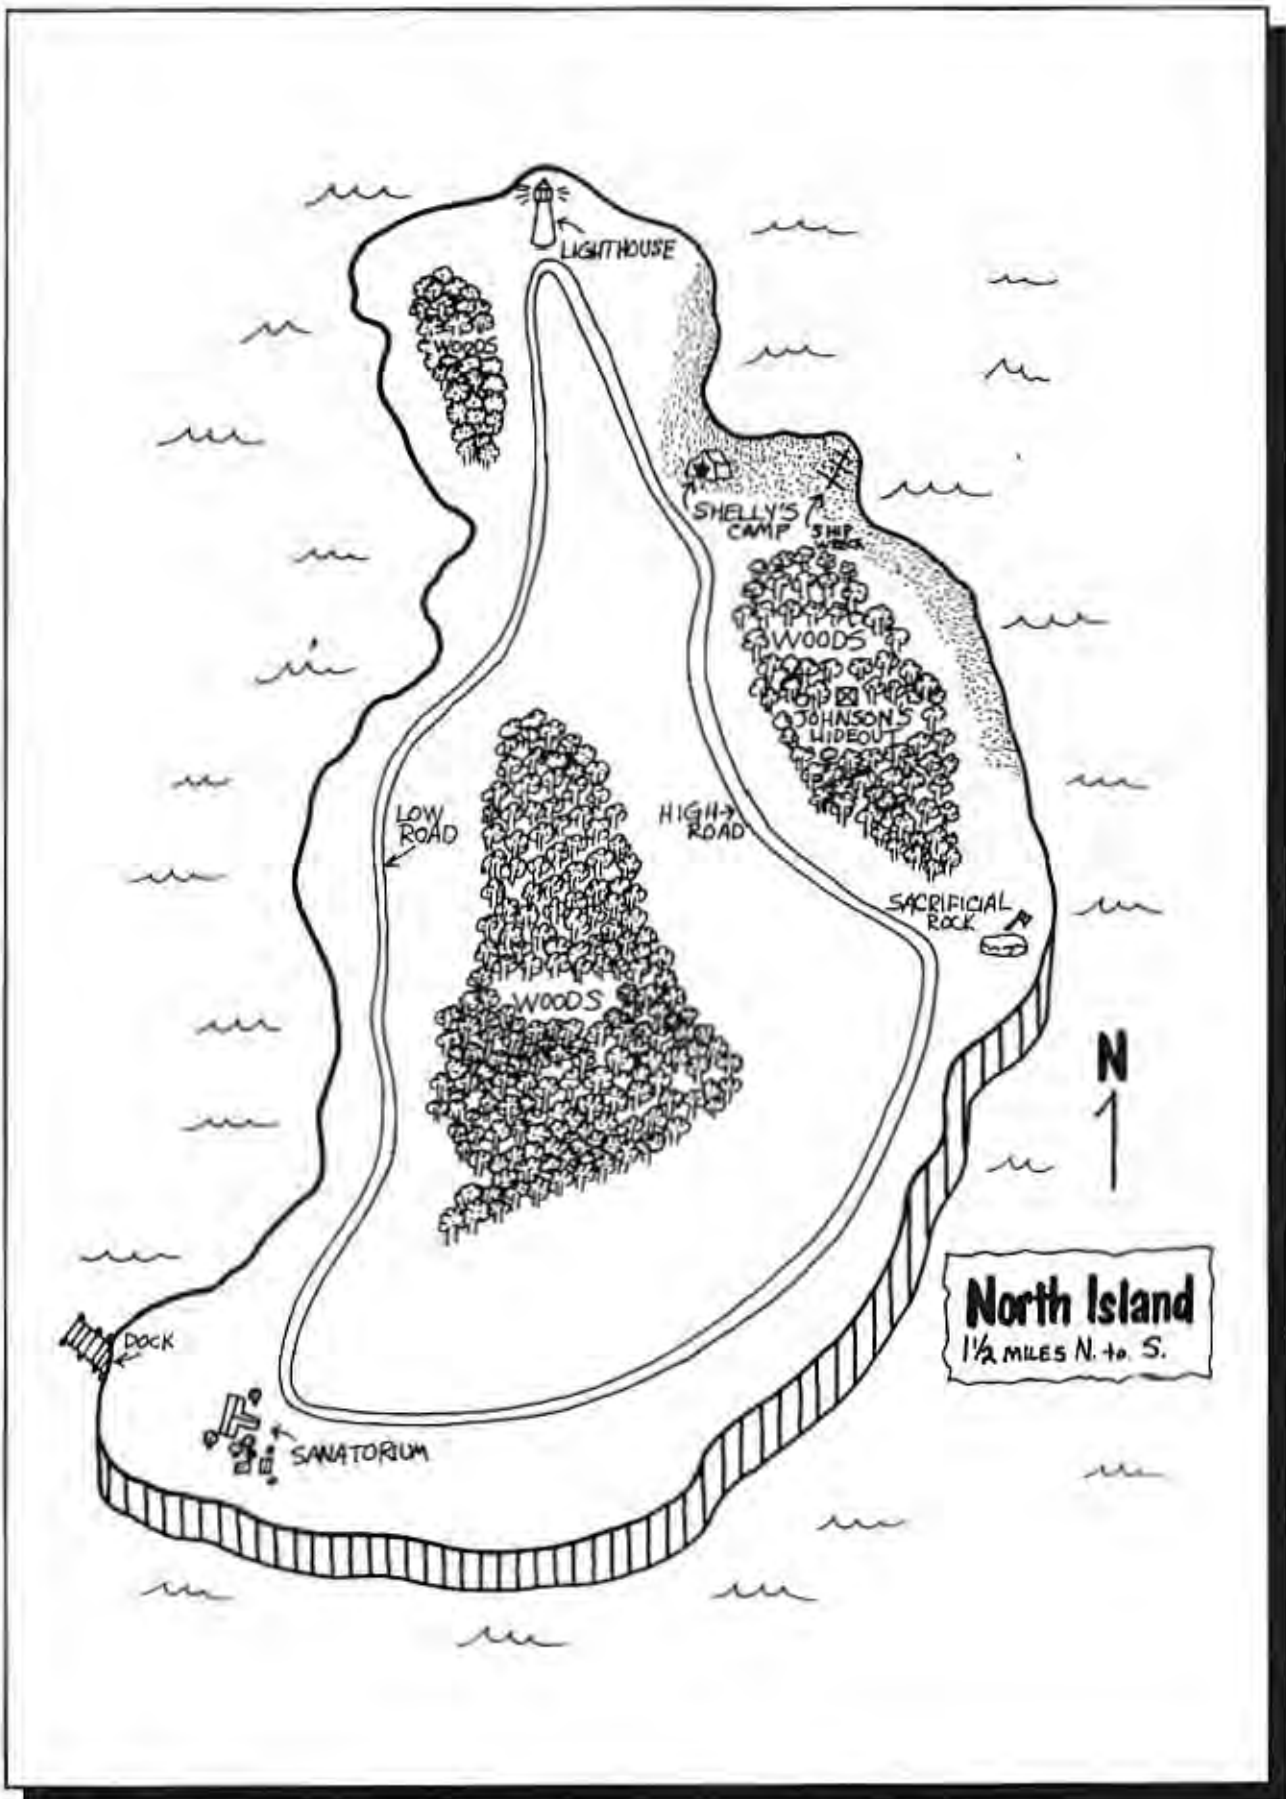 LIGHTHOUSE
WOODS
SHELLY'S
CAMP
SHIP
WRECK
WOODS
JOHNSON'S
HIDEOUT
LOW
ROAD
HIGH
ROAD
SACRIFICIAL
ROCK
WOODS
N
North Island
1½ MILES N. to S.
DOCK
SANATORIUM